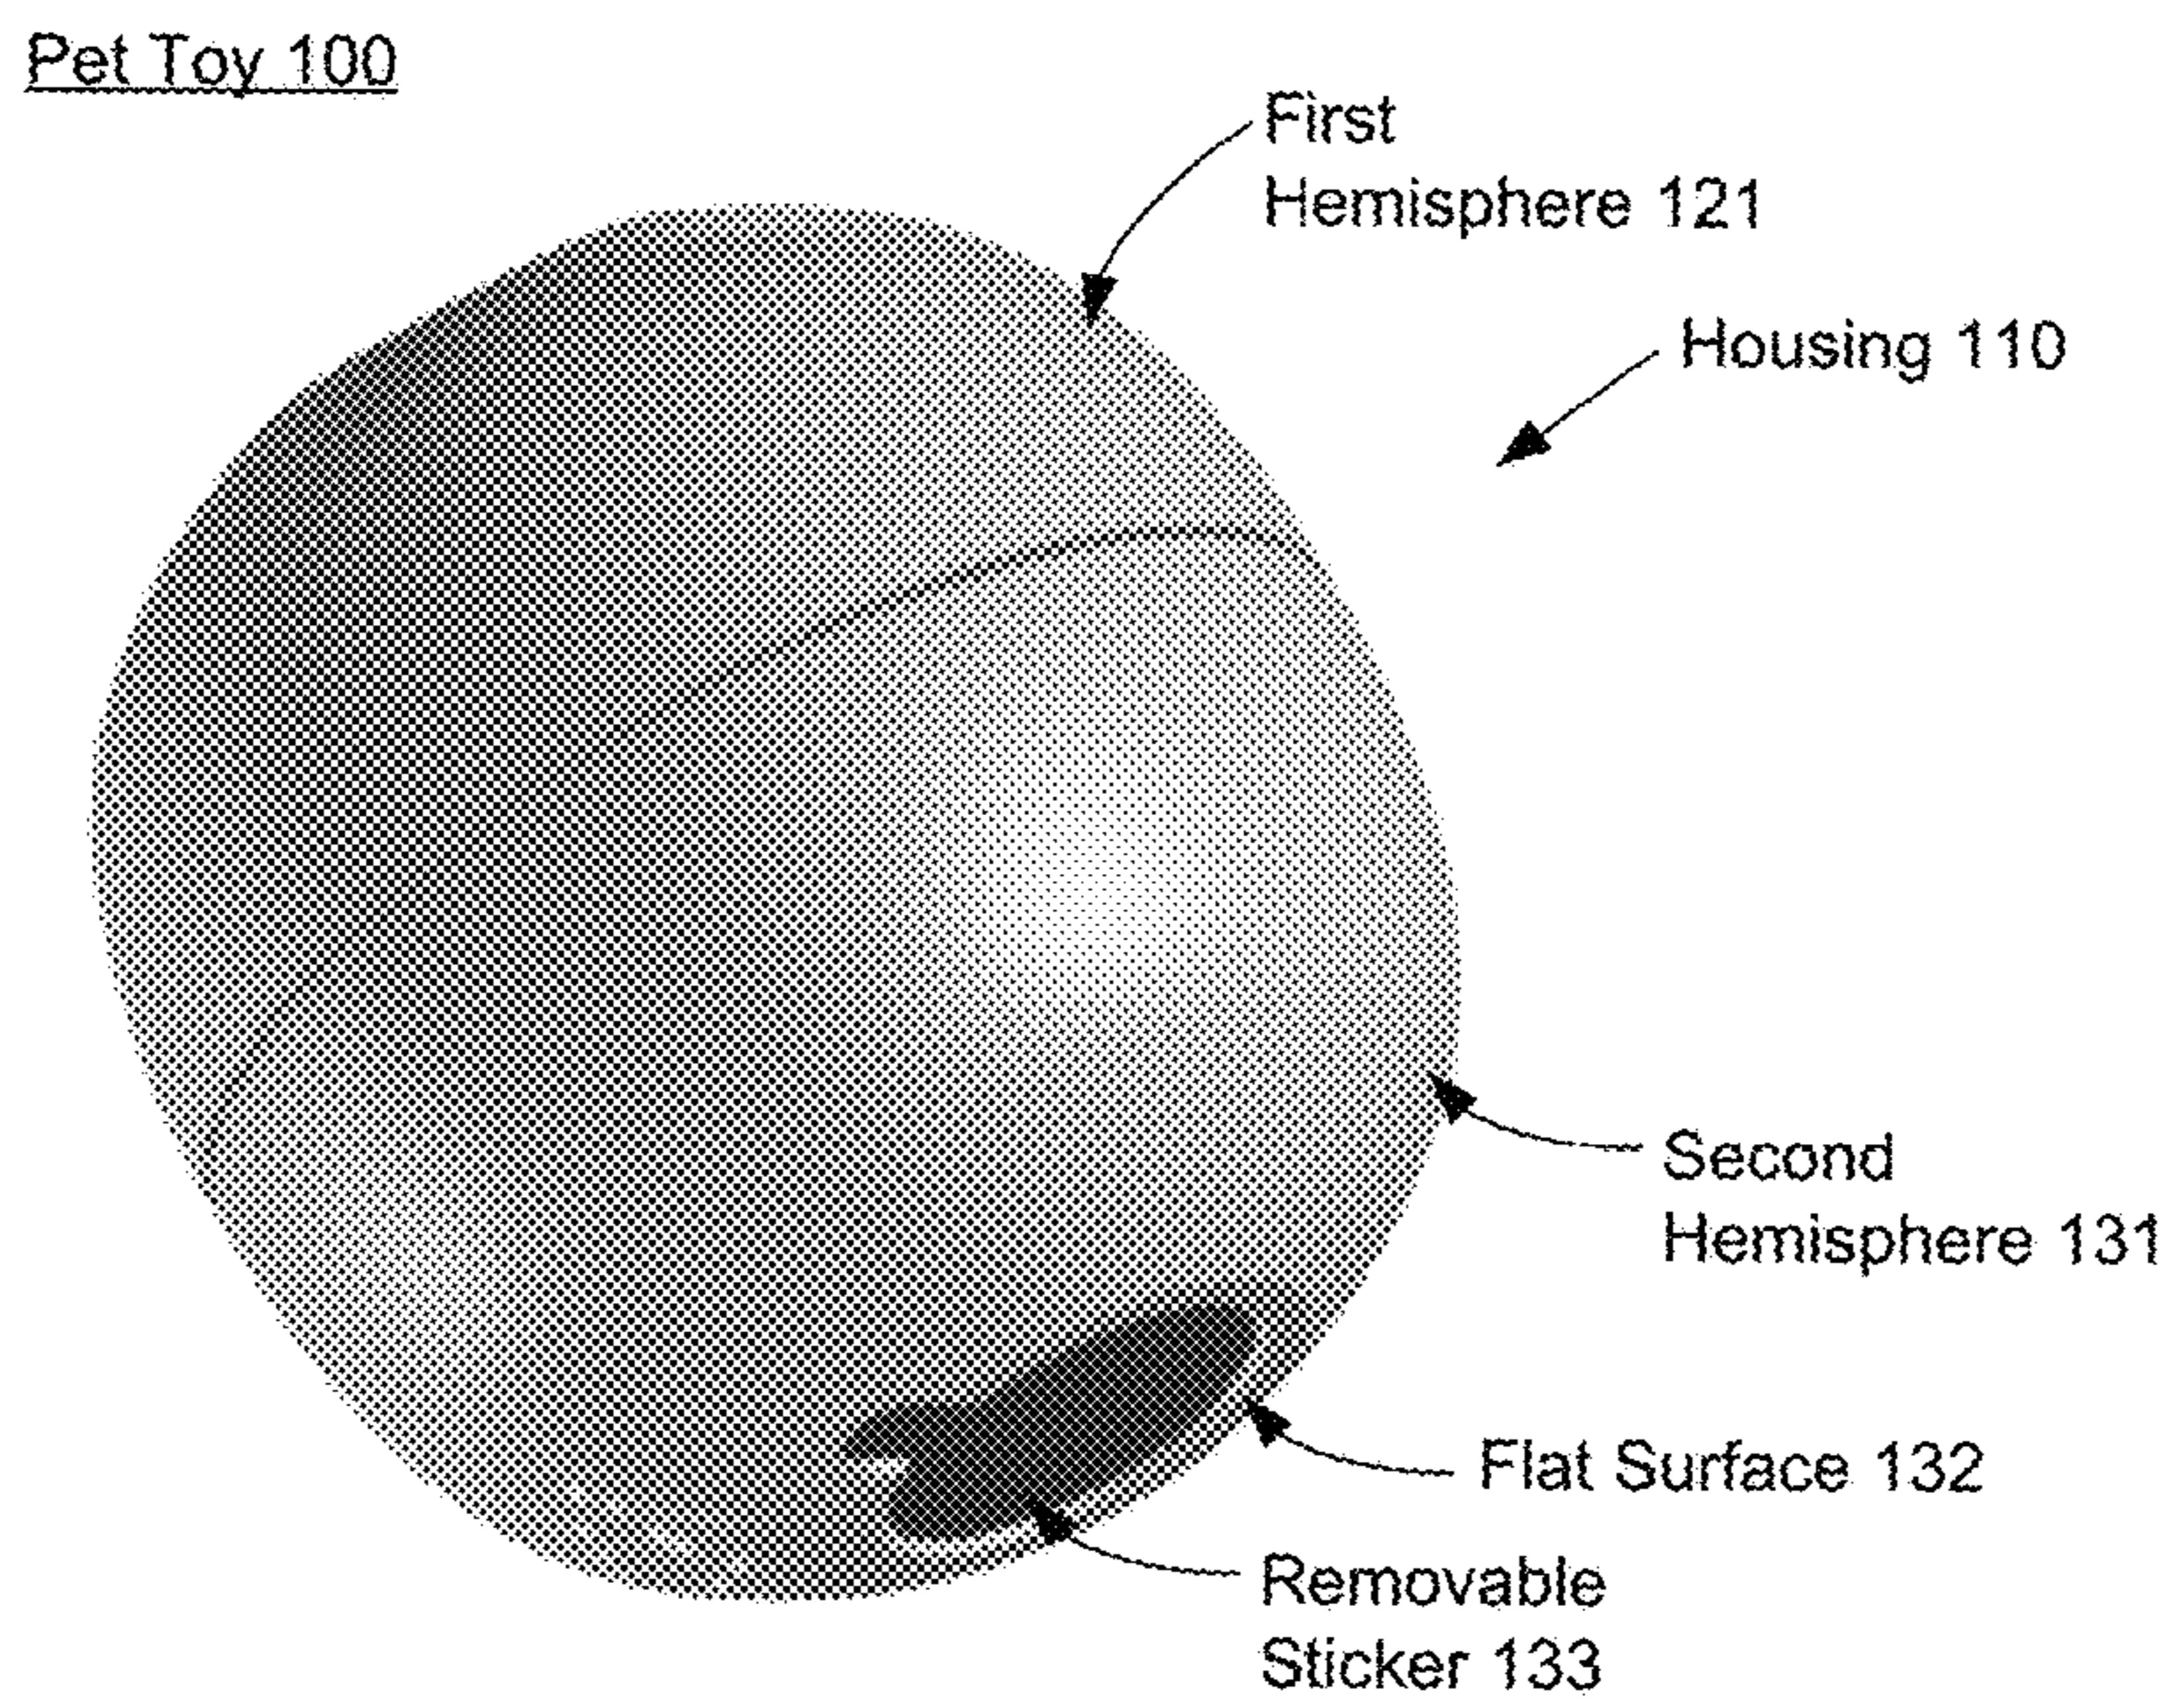 Pet Toy 100
First
Hemisphere 121
Housing 110
Second
Hemisphere 131
Flat Surface 132
Removable
Sticker 133